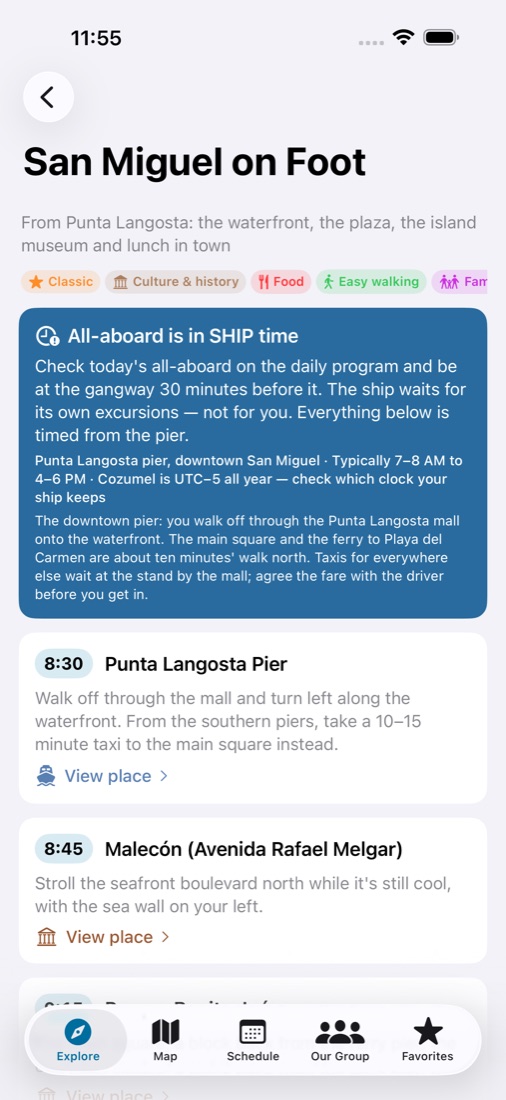 11:55
San Miguel on Foot
From Punta Langosta: the waterfront, the plaza, the island
museum and lunch in town
Classic
Culture & history
Food
Easy walking
Fam
All-aboard is in SHIP time
Check today's all-aboard on the daily program and be
at the gangway 30 minutes before it. The ship waits for
its own excursions — not for you. Everything below is
timed from the pier.
Punta Langosta pier, downtown San Miguel · Typically 7–8 AM to
4–6 PM · Cozumel is UTC−5 all year — check which clock your
ship keeps
The downtown pier: you walk off through the Punta Langosta mall
onto the waterfront. The main square and the ferry to Playa del
Carmen are about ten minutes' walk north. Taxis for everywhere
else wait at the stand by the mall; agree the fare with the driver
before you get in.
8:30 Punta Langosta Pier
Walk off through the mall and turn left along the
waterfront. From the southern piers, take a 10–15
minute taxi to the main square instead.
View place
8:45 Malecón (Avenida Rafael Melgar)
Stroll the seafront boulevard north while it's still cool,
with the sea wall on your left.
View place
View place
Explore
Map
Schedule
Our Group
Favorites